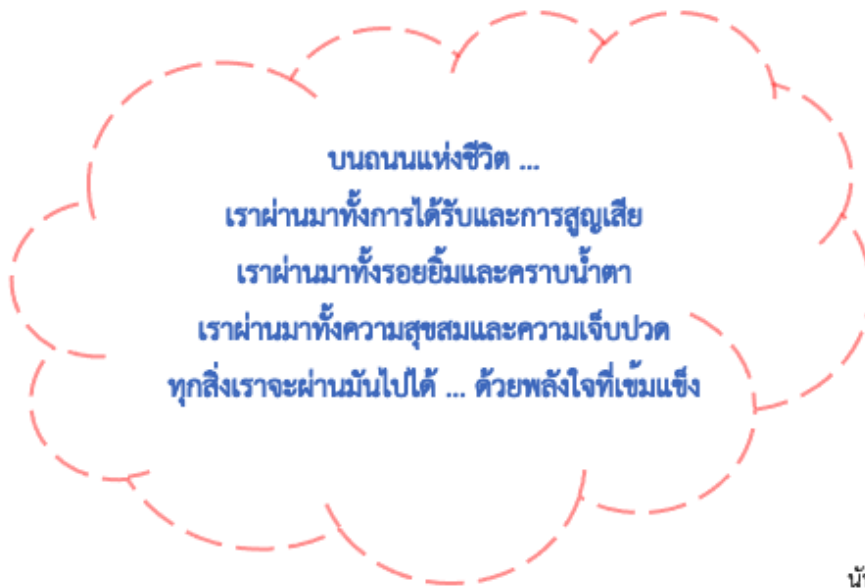 บนถนนแห่งชีวิต ...
เราผ่านมาทั้งการได้รับและการสูญเสีย
เราผ่านมาทั้งรอยยิ้มและคราบน้ำตา
เราผ่านมาทั้งความสุขสมและความเจ็บปวด
ทุกสิ่งเราจะผ่านมันไปได้ ... ด้วยพลังใจที่เข้มแข็ง